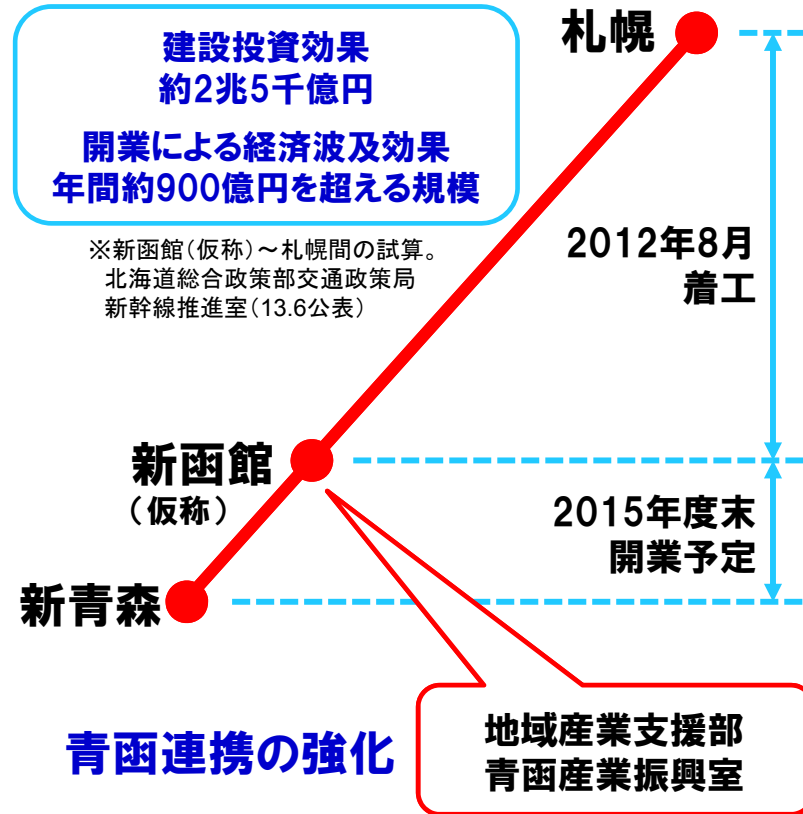 建設投資効果
約2兆5千億円
開業による経済波及効果
年間約900億円を超える規模
※新函館(仮称)～札幌間の試算。
北海道総合政策部交通政策局
新幹線推進室(13.6公表)
札幌
2012年8月
着工
新函館
(仮称)
2015年度末
開業予定
新青森
青函連携の強化
地域産業支援部
青函産業振興室